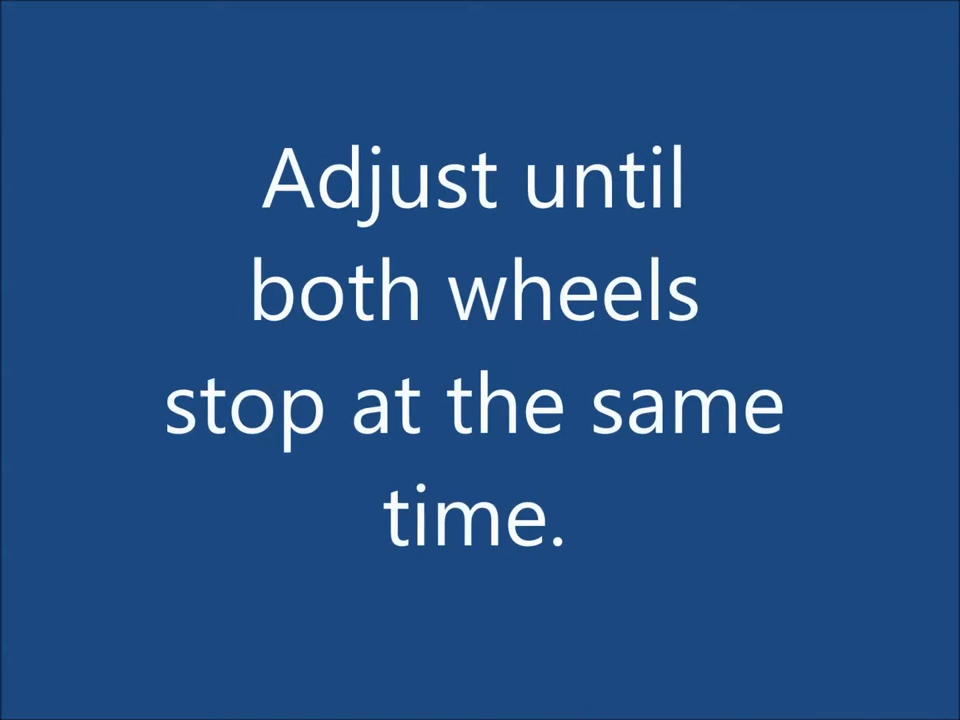 Adjust until
both wheels
stop at the same
time.